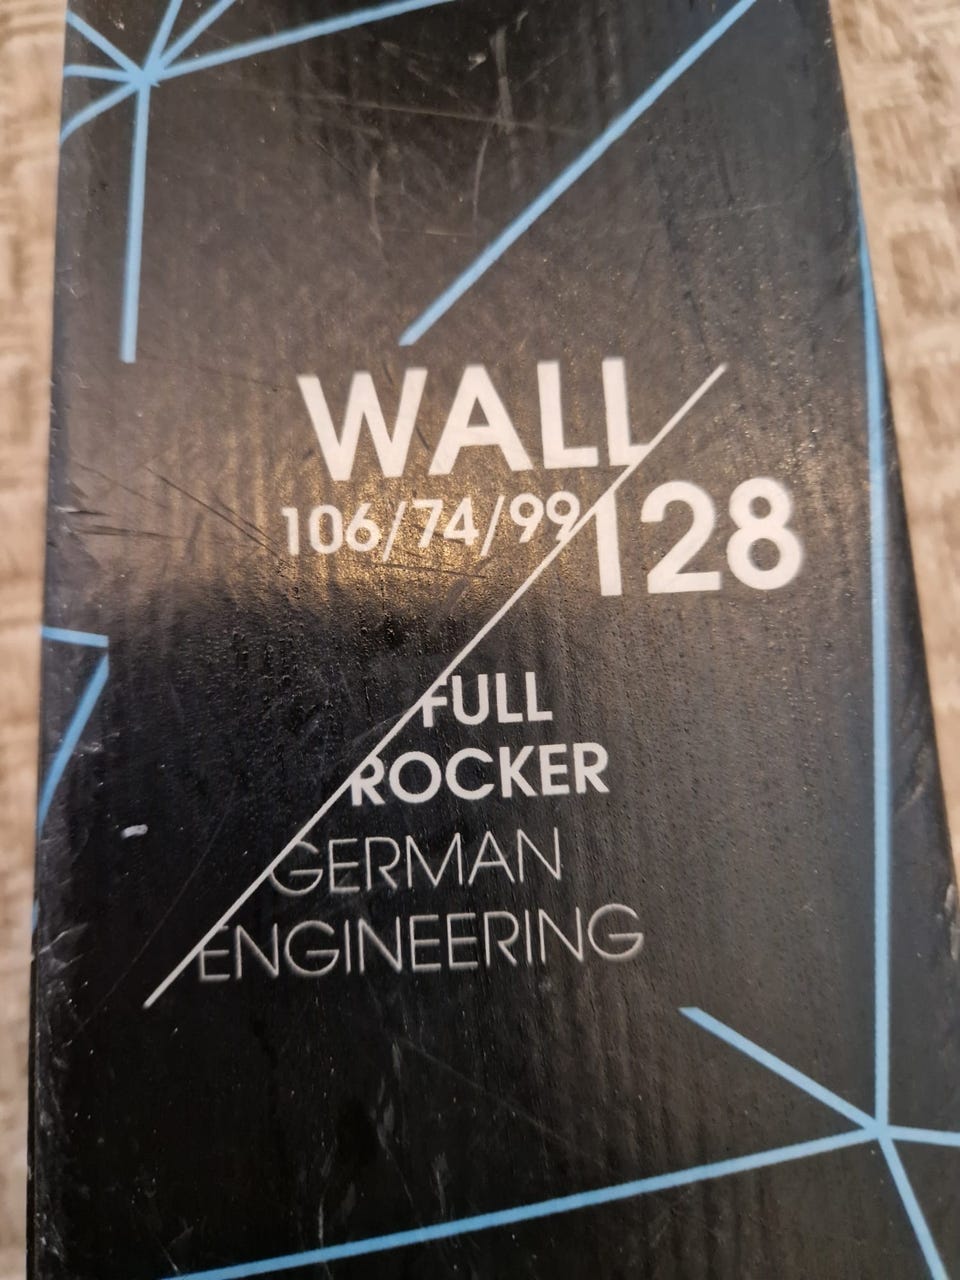 WALL
106/74/99 128
FULL
ROCKER
GERMAN
ENGINEERING